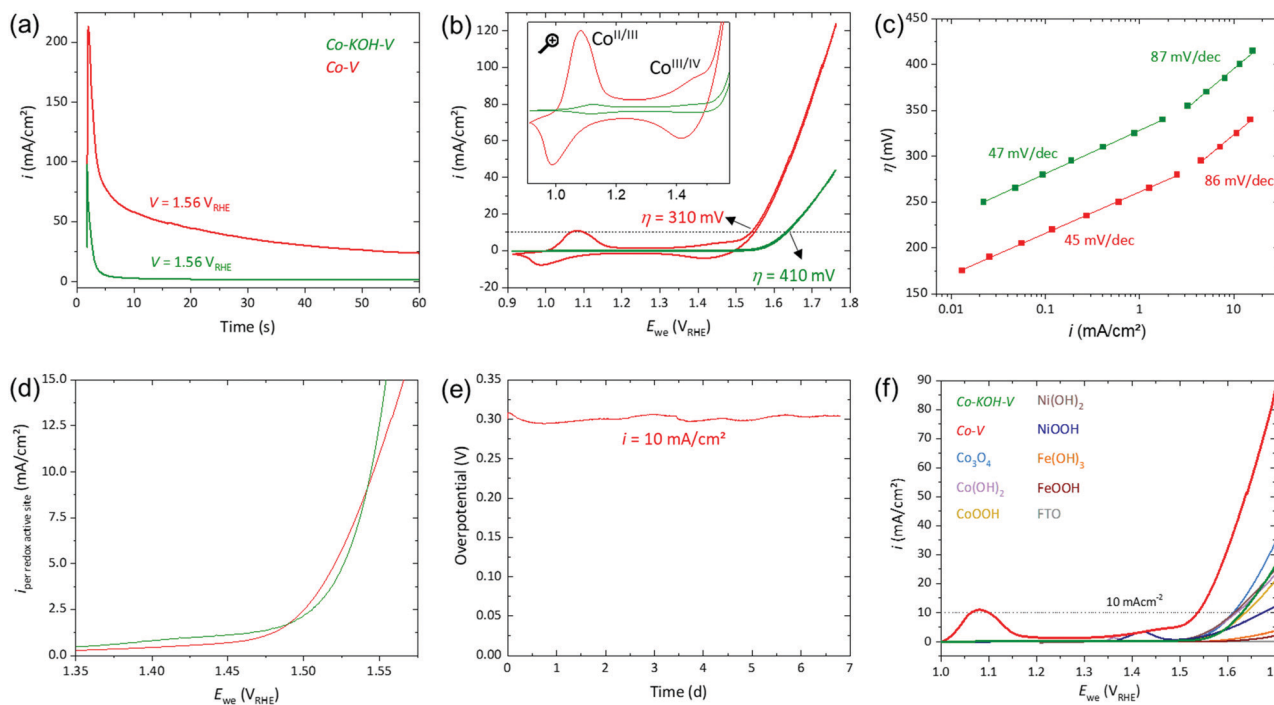 (a)
200
150
100
50
0
i (mA/cm²)
Co-KOH-V
Co-V
V = 1.56 V_RHE
V = 1.56 V_RHE
0 10 20 30 40 50 60
Time (s)
(b)
120
100
80
60
40
20
0
-20
i (mA/cm²)
Co^II/III
Co^III/IV
1.0 1.2 1.4
η = 310 mV
η = 410 mV
0.9 1.0 1.1 1.2 1.3 1.4 1.5 1.6 1.7 1.8
E_we (V_RHE)
(c)
450
400
350
300
250
200
150
η (mV)
87 mV/dec
47 mV/dec
86 mV/dec
45 mV/dec
0.01 0.1 1 10
i (mA/cm²)
(d)
15.0
12.5
10.0
7.5
5.0
2.5
0.0
i_per redox active site (mA/cm²)
1.35 1.40 1.45 1.50 1.55
E_we (V_RHE)
(e)
0.35
0.30
0.25
0.20
0.15
0.10
0.05
0.00
Overpotential (V)
i = 10 mA/cm²
0 1 2 3 4 5 6 7
Time (d)
(f)
90
80
70
60
50
40
30
20
10
0
i (mA/cm²)
Co-KOH-V
Co-V
Co₃O₄
Co(OH)₂
CoOOH
Ni(OH)₂
NiOOH
Fe(OH)₃
FeOOH
FTO
10 mAcm⁻²
1.0 1.1 1.2 1.3 1.4 1.5 1.6 1.7
E_we (V_RHE)